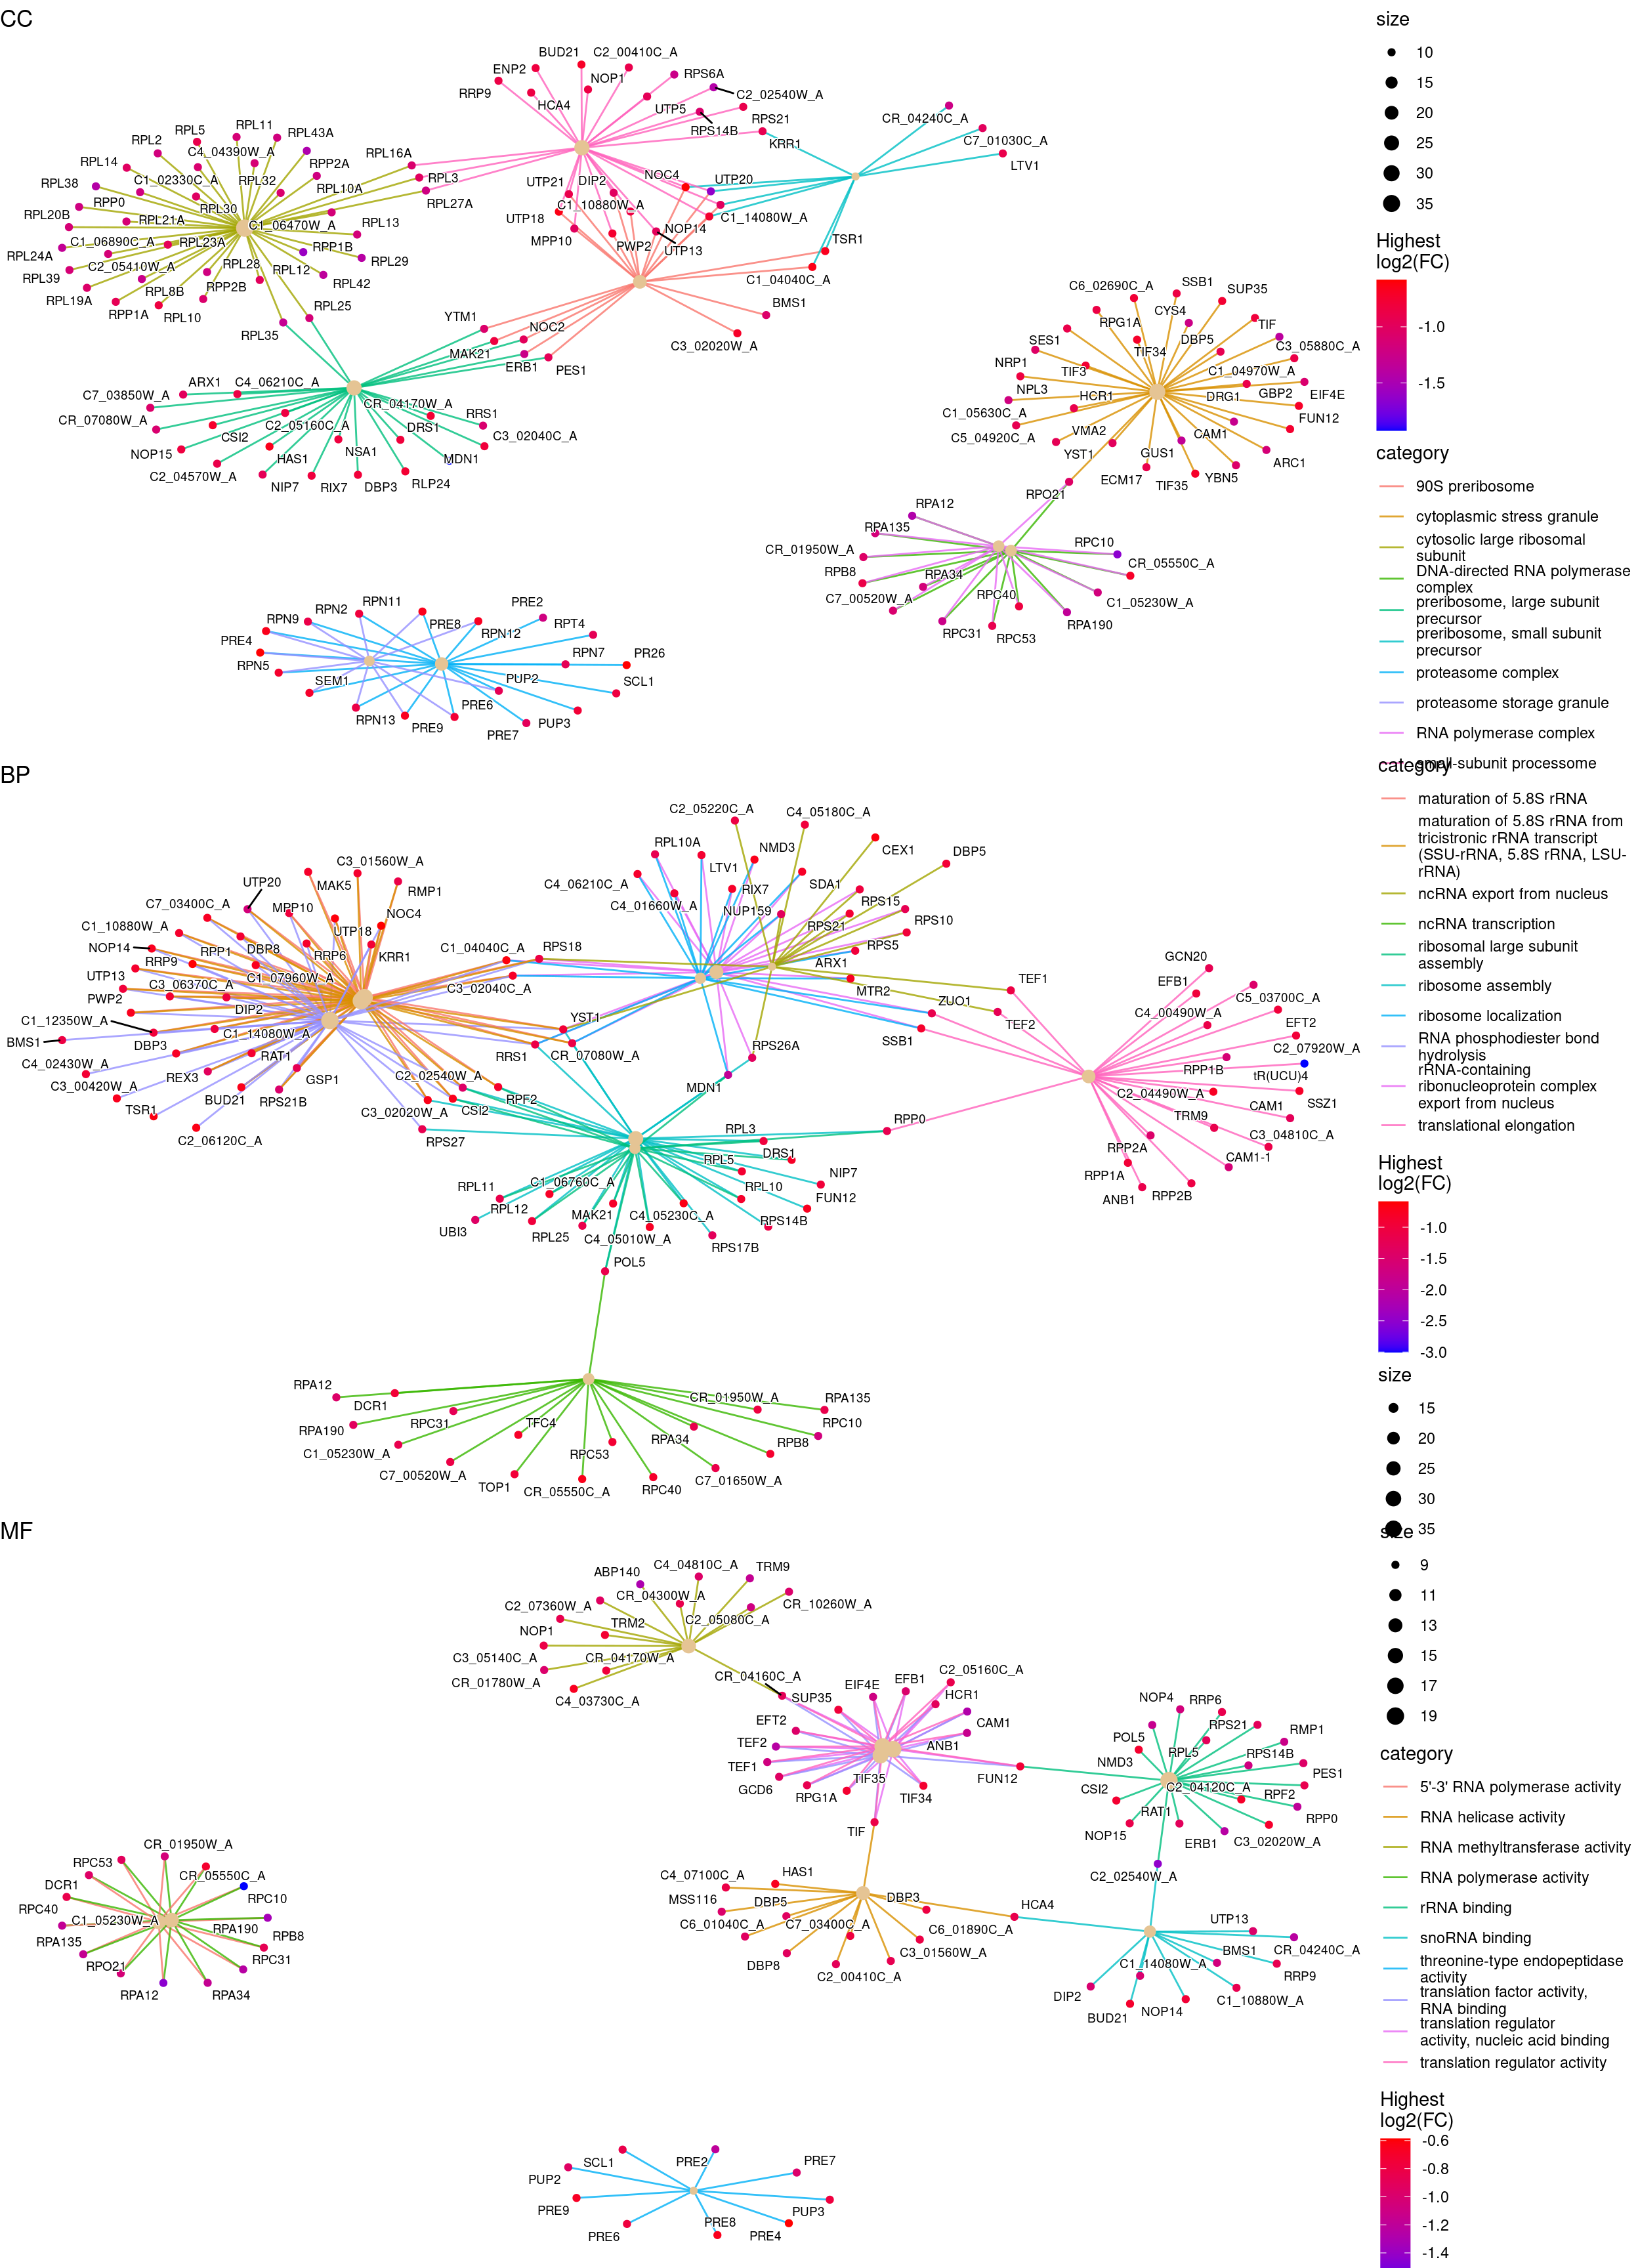 CC
BUD21
C2_00410C_A
ENP2
NOP1
RPS6A
RRP9
HCA4
C2_02540W_A
UTP5
RPS21
RPS14B
KRR1
CR_04240C_A
C7_01030C_A
LTV1
RPL5
RPL11
RPL43A
RPL2
C4_04390W_A
RPL16A
RPL14
RPP2A
RPL38
C1_02330C_A
RPL32
RPL10A
RPL3
RPP0
RPL30
RPL27A
RPL20B
RPL21A
C1_06470W_A
RPL13
C1_06890C_A
RPL23A
RPP1B
RPL24A
C2_05410W_A
RPL28
RPL12
RPL29
RPL39
RPL8B
RPP2B
RPL42
RPL19A
RPP1A
RPL10
RPL25
RPL35
UTP21
DIP2
NOC4
UTP20
C1_10880W_A
C1_14080W_A
UTP18
MPP10
PWP2
NOP14
UTP13
TSR1
C1_04040C_A
YTM1
NOC2
BMS1
MAK21
ERB1
PES1
C3_02020W_A
C7_03850W_A
ARX1
C4_06210C_A
CR_04170W_A
CR_07080W_A
CSI2
C2_05160C_A
DRS1
RRS1
C3_02040C_A
NOP15
HAS1
NSA1
MDN1
C2_04570W_A
NIP7
RIX7
DBP3
RLP24
C6_02690C_A
SSB1
SUP35
CYS4
RPG1A
TIF
SES1
TIF34
DBP5
C3_05880C_A
NRP1
TIF3
C1_04970W_A
NPL3
HCR1
DRG1
GBP2
EIF4E
C1_05630C_A
FUN12
C5_04920C_A
VMA2
CAM1
YST1
GUS1
ARC1
ECM17
TIF35
YBN5
RPO21
RPA12
RPA135
CR_01950W_A
RPC10
CR_05550C_A
RPB8
RPA34
C7_00520W_A
RPC40
C1_05230W_A
RPC31
RPC53
RPA190
RPN9
RPN2
RPN11
PRE2
PRE4
PRE8
RPN12
RPT4
RPN5
RPN7
PR26
SEM1
PUP2
SCL1
RPN13
PRE9
PRE6
PRE7
PUP3
size
10
15
20
25
30
35
Highest
log2(FC)
-1.0
-1.5
category
90S preribosome
cytoplasmic stress granule
cytosolic large ribosomal
subunit
DNA-directed RNA polymerase
complex
preribosome, large subunit
precursor
preribosome, small subunit
precursor
proteasome complex
proteasome storage granule
RNA polymerase complex
small-subunit processome
BP
C3_01560W_A
UTP20
MAK5
RMP1
C7_03400C_A
MPP10
NOC4
C1_10880W_A
UTP18
NOP14
RPP1
DBP8
RRP6
KRR1
RRP9
C1_07960W_A
UTP13
C3_06370C_A
PWP2
DIP2
C1_12350W_A
C1_14080W_A
BMS1
DBP3
RAT1
C4_02430W_A
REX3
GSP1
C3_00420W_A
BUD21
RPS21B
TSR1
C2_06120C_A
C2_05220C_A
C4_05180C_A
RPL10A
NMD3
CEX1
DBP5
LTV1
C4_06210C_A
RIX7
SDA1
C4_01660W_A
NUP159
RPS15
RPS21
RPS10
RPS5
C1_04040C_A
RPS18
ARX1
C3_02040C_A
MTR2
TEF1
ZUO1
TEF2
YST1
SSB1
RRS1
CR_07080W_A
RPS26A
C2_02540W_A
MDN1
RPF2
C3_02020W_A
CSI2
RPS27
RPP0
RPL3
DRS1
RPL5
NIP7
RPL11
C1_06760C_A
RPL10
FUN12
RPL12
MAK21
C4_05230C_A
RPS14B
UBI3
RPL25
C4_05010W_A
RPS17B
POL5
GCN20
EFB1
C5_03700C_A
C4_00490W_A
EFT2
C2_07920W_A
RPP1B
tR(UCU)4
C2_04490W_A
SSZ1
TRM9
CAM1
C3_04810C_A
RPP2A
CAM1-1
RPP1A
ANB1
RPP2B
RPA12
DCR1
CR_01950W_A
RPA135
RPA190
RPC31
TFC4
RPC10
C1_05230W_A
RPC53
RPA34
RPB8
C7_00520W_A
TOP1
CR_05550C_A
RPC40
C7_01650W_A
category
maturation of 5.8S rRNA
maturation of 5.8S rRNA from
tricistronic rRNA transcript
(SSU-rRNA, 5.8S rRNA, LSU-
rRNA)
ncRNA export from nucleus
ncRNA transcription
ribosomal large subunit
assembly
ribosome assembly
ribosome localization
RNA phosphodiester bond
hydrolysis
rRNA-containing
ribonucleoprotein complex
export from nucleus
translational elongation
Highest
log2(FC)
-1.0
-1.5
-2.0
-2.5
-3.0
size
15
20
25
30
35
MF
ABP140
C4_04810C_A
TRM9
CR_04300W_A
CR_10260W_A
C2_07360W_A
TRM2
C2_05080C_A
NOP1
C3_05140C_A
CR_04170W_A
CR_01780W_A
C4_03730C_A
CR_04160C_A
SUP35
EIF4E
EFB1
C2_05160C_A
HCR1
EFT2
CAM1
TEF2
ANB1
TEF1
GCD6
TIF35
FUN12
RPG1A
TIF34
TIF
NOP4
RRP6
RPS21
RMP1
POL5
RPL5
RPS14B
NMD3
PES1
CSI2
C2_04120C_A
RPF2
RAT1
RPP0
NOP15
ERB1
C3_02020W_A
C2_02540W_A
C4_07100C_A
HAS1
MSS116
DBP5
DBP3
HCA4
C6_01040C_A
C7_03400C_A
C6_01890C_A
C3_01560W_A
DBP8
C2_00410C_A
UTP13
BMS1
CR_04240C_A
C1_14080W_A
RRP9
DIP2
C1_10880W_A
BUD21
NOP14
CR_01950W_A
RPC53
CR_05550C_A
DCR1
RPC10
RPC40
C1_05230W_A
RPA190
RPB8
RPA135
RPC31
RPO21
RPA12
RPA34
SCL1
PRE2
PRE7
PUP2
PRE9
PUP3
PRE6
PRE8
PRE4
size
9
11
13
15
17
19
category
5'-3' RNA polymerase activity
RNA helicase activity
RNA methyltransferase activity
RNA polymerase activity
rRNA binding
snoRNA binding
threonine-type endopeptidase
activity
translation factor activity,
RNA binding
translation regulator
activity, nucleic acid binding
translation regulator activity
Highest
log2(FC)
-0.6
-0.8
-1.0
-1.2
-1.4